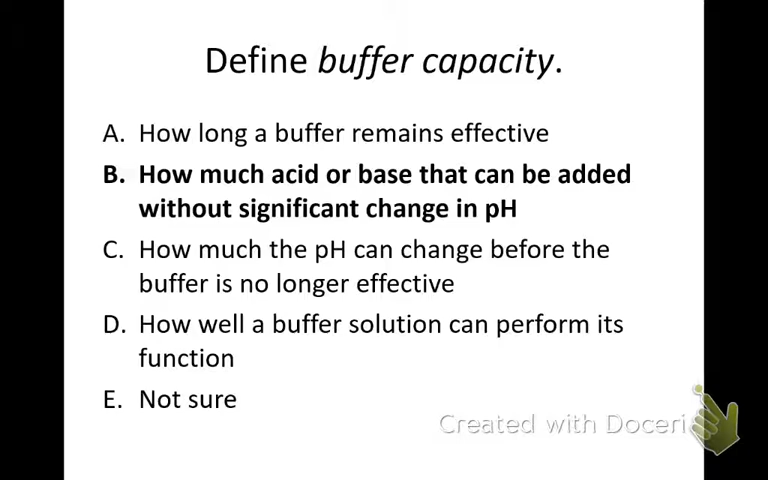 Define buffer capacity.
A. How long a buffer remains effective
B. How much acid or base that can be added
without significant change in pH
C. How much the pH can change before the
buffer is no longer effective
D. How well a buffer solution can perform its
function
E. Not sure
Created with Doceri